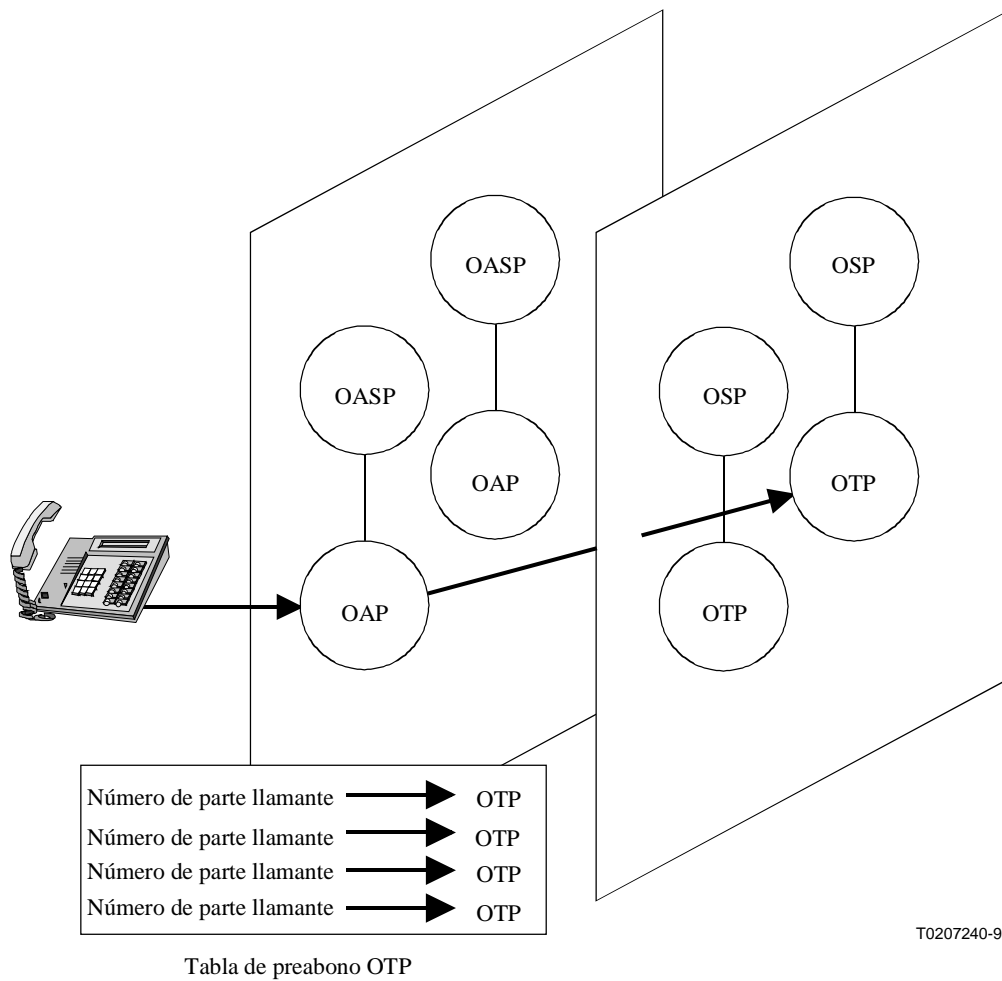 OASP
OSP
OASP
OSP
OAP
OTP
OAP
OTP
Número de parte llamante OTP
Número de parte llamante OTP
Número de parte llamante OTP
Número de parte llamante OTP
T0207240-9
Tabla de preabono OTP